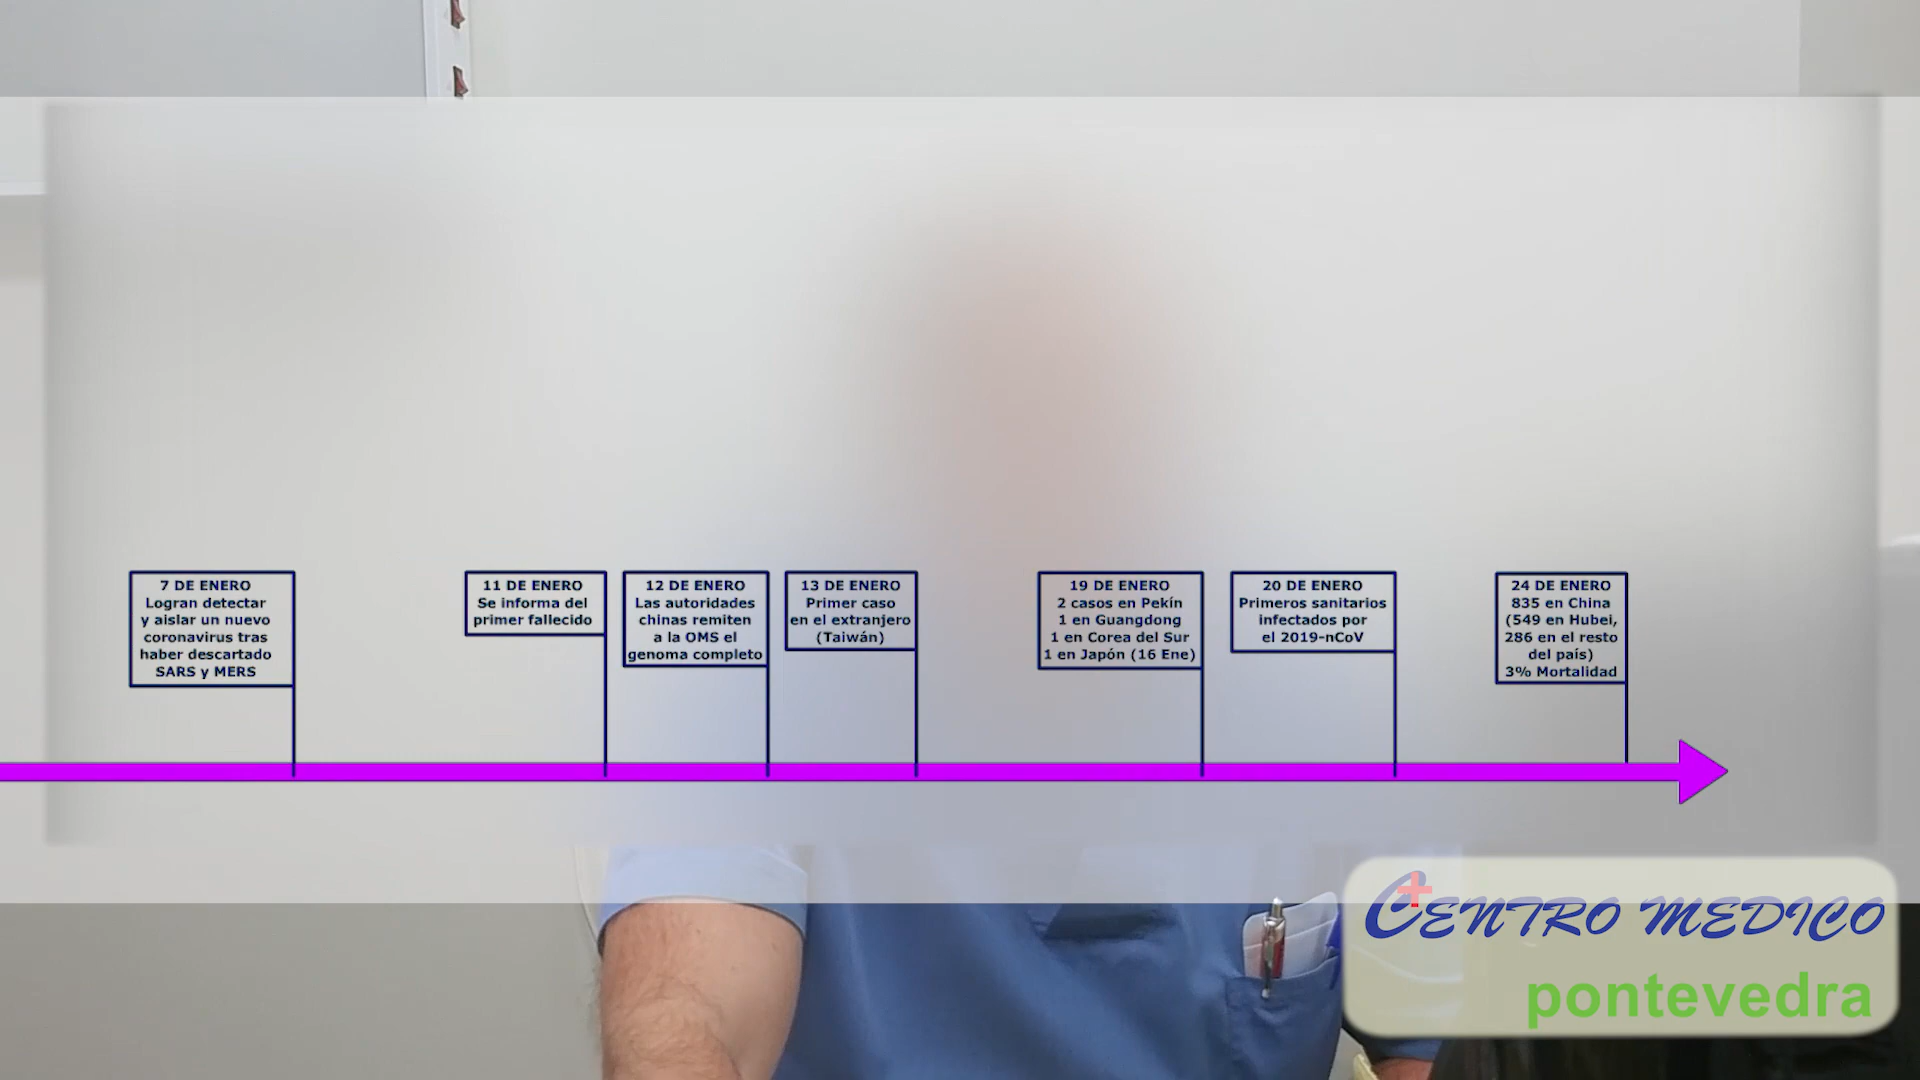 7 DE ENERO
Logran detectar
y aislar un nuevo
coronavirus tras
haber descartado
SARS y MERS
11 DE ENERO
Se informa del
primer fallecido
12 DE ENERO
Las autoridades
chinas remiten
a la OMS el
genoma completo
13 DE ENERO
Primer caso
en el extranjero
(Taiwán)
19 DE ENERO
2 casos en Pekín
1 en Guangdong
1 en Corea del Sur
1 en Japón (16 Ene)
20 DE ENERO
Primeros sanitarios
infectados por
el 2019-nCoV
24 DE ENERO
835 en China
(549 en Hubei,
286 en el resto
del país)
3% Mortalidad
CENTRO MEDICO
pontevedra